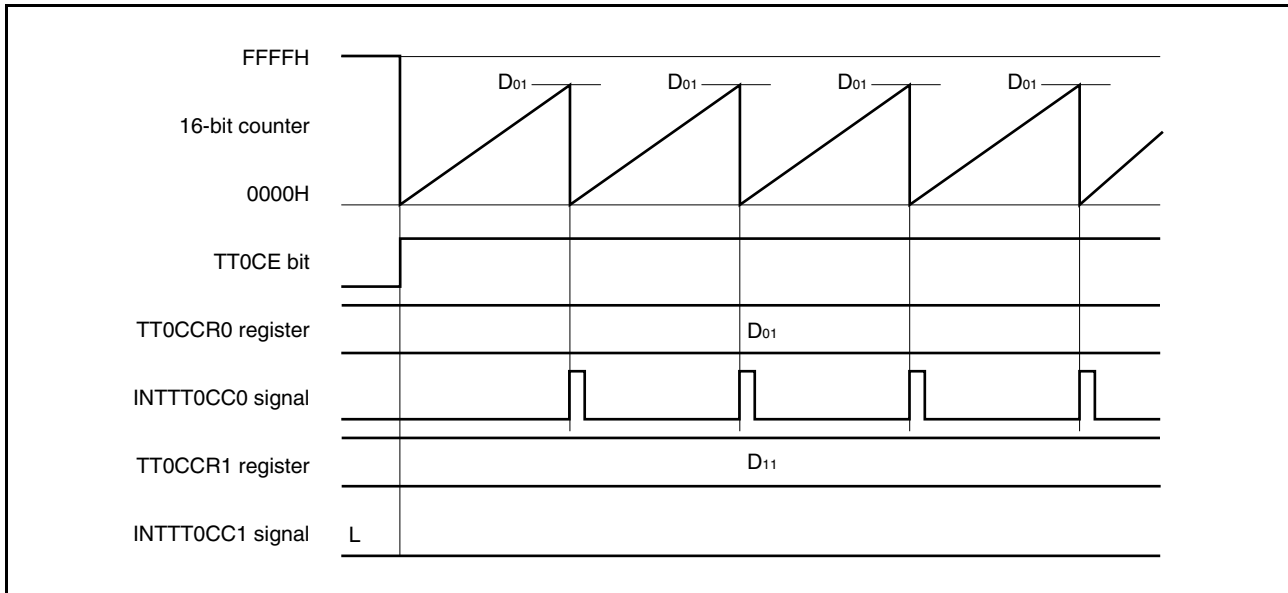 FFFFH
D01 D01 D01 D01
16-bit counter
0000H
TT0CE bit
TT0CCR0 register D01
INTTT0CC0 signal
TT0CCR1 register D11
INTTT0CC1 signal L